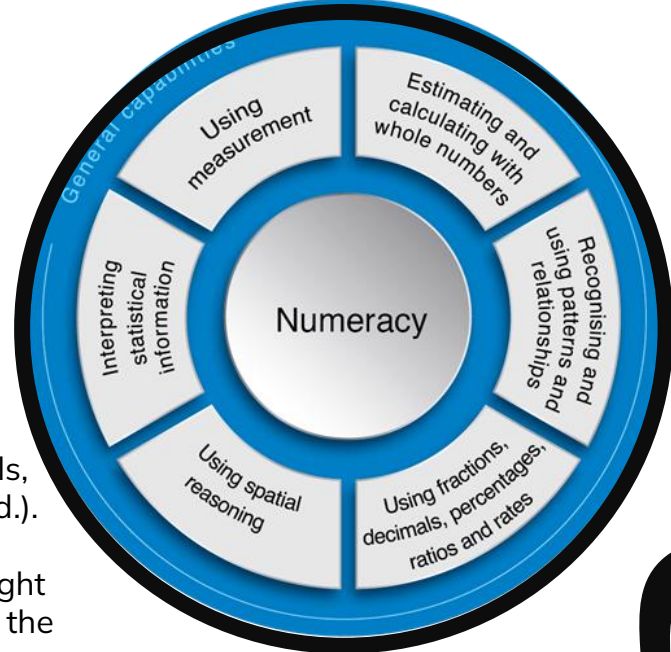 General capabilities
Using
measurement
Estimating and
calculating with
whole numbers
Recognising and
using patterns and
relationships
Using fractions,
decimals, percentages,
ratios and rates
Using spatial
reasoning
Interpreting
statistical
information
Numeracy
ls,
d.).
ght
the